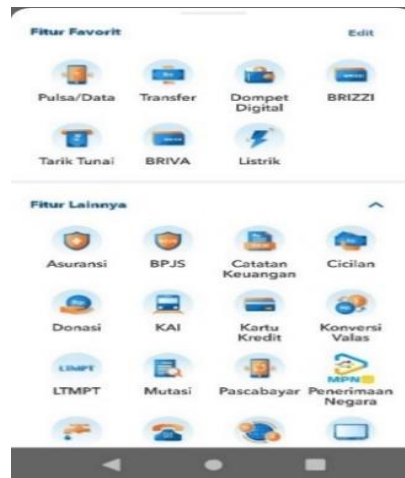 Fitur Favorit Edit
Pulsa/Data Transfer Dompet Digital BRIZZI
Tarik Tunai BRIVA Listrik
Fitur Lainnya
Asuransi BPJS Catatan Keuangan Cicilan
Donasi KAI Kartu Kredit Konversi Valas
LTMPT
LTMPT Mutasi Pascabayar MPN Penerimaan Negara